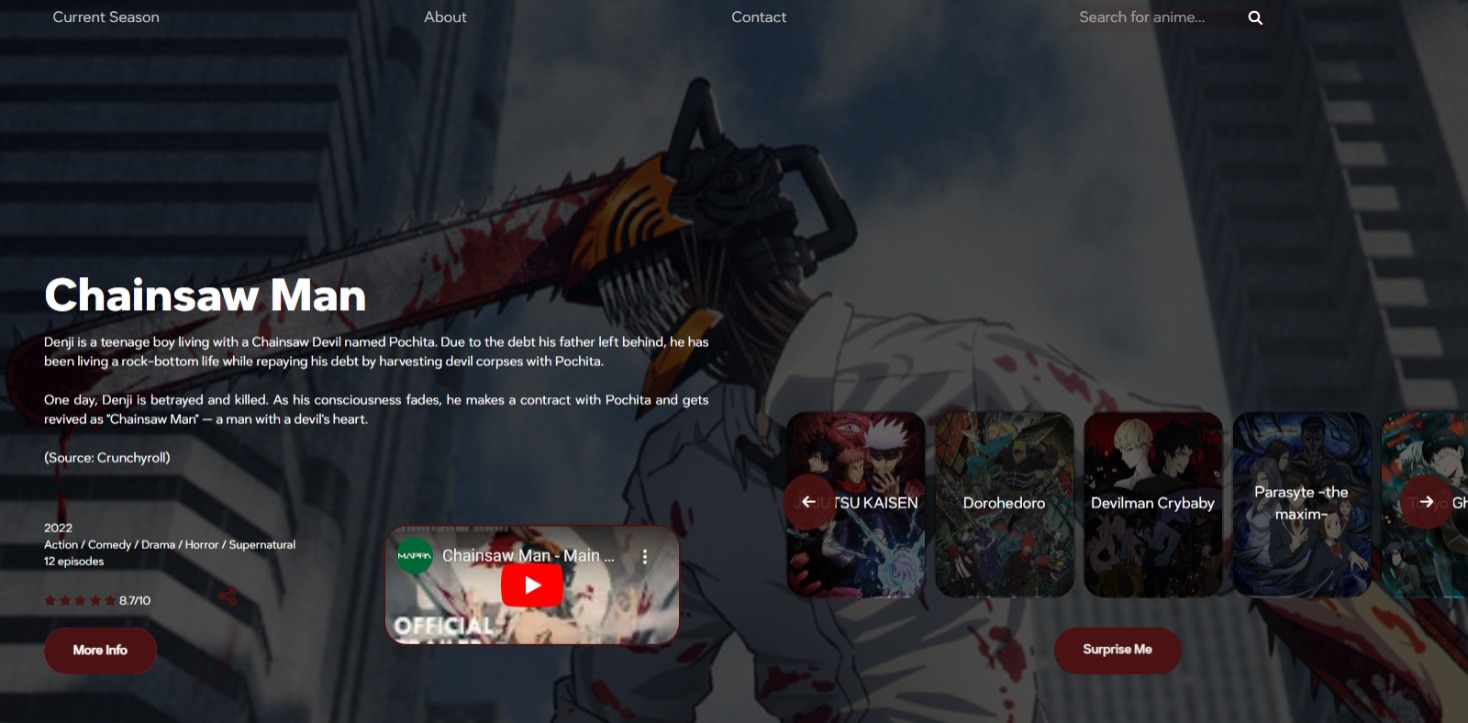 Current Season
About
Contact
Search for anime...
Chainsaw Man
Denji is a teenage boy living with a Chainsaw Devil named Pochita. Due to the debt his father left behind, he has
been living a rock-bottom life while repaying his debt by harvesting devil corpses with Pochita.
One day, Denji is betrayed and killed. As his consciousness fades, he makes a contract with Pochita and gets
revived as "Chainsaw Man" — a man with a devil's heart.
(Source: Crunchyroll)
2022
Action / Comedy / Drama / Horror / Supernatural
12 episodes
8.7/10
More Info
MAPPA
Chainsaw Man - Main ...
OFFICIAL
TRAILER
JUJUTSU KAISEN
Dorohedoro
Devilman Crybaby
Parasyte -the
maxim-
Surprise Me